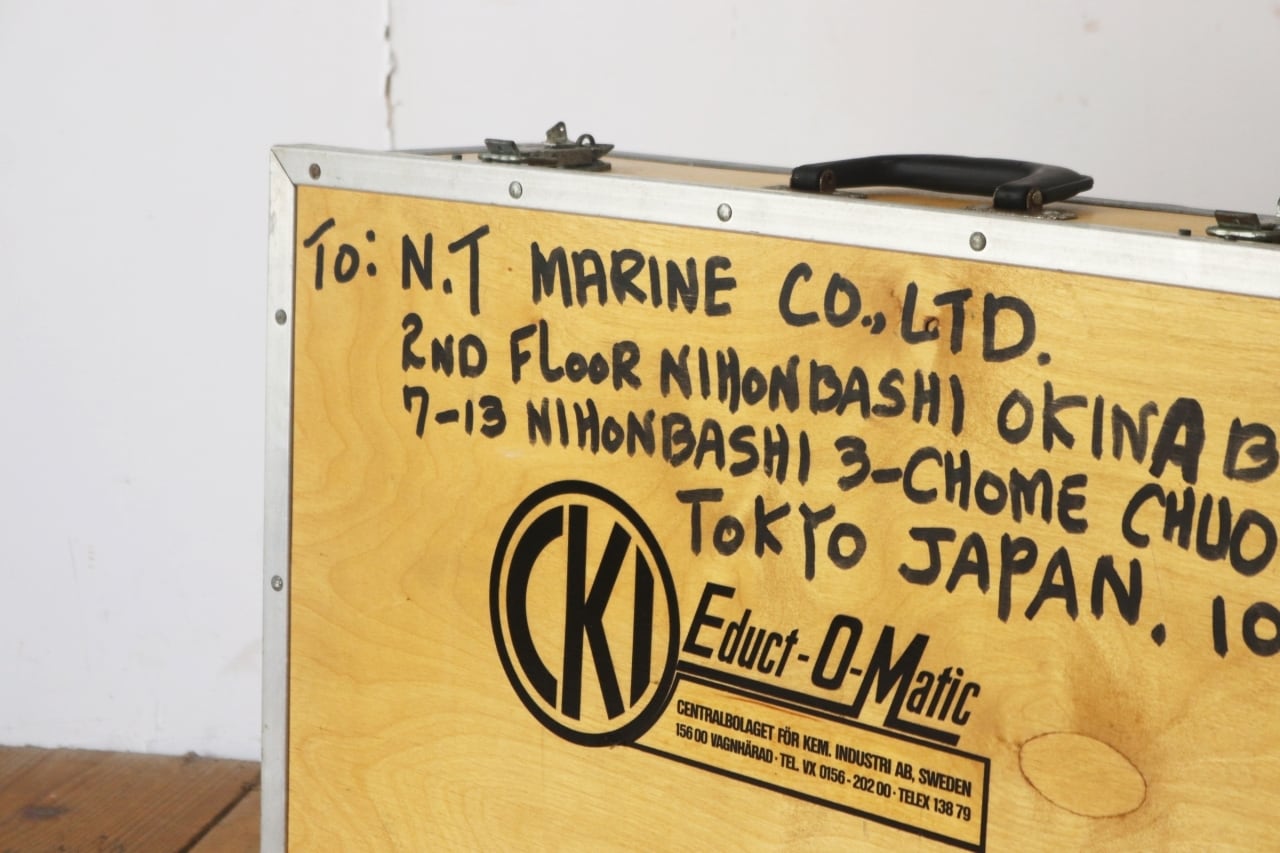 To: N.T MARINE CO., LTD.
2ND FLOOR NIHONBASHI OKINA B
7-13 NIHONBASHI 3-CHOME CHUO
TOKYO JAPAN. 10
CKI
Educt-O-Matic
CENTRALBOLAGET FÖR KEM. INDUSTRI AB, SWEDEN
156 00 VAGNHÄRAD · TEL. VX 0156 - 202 00 · TELEX 138 79